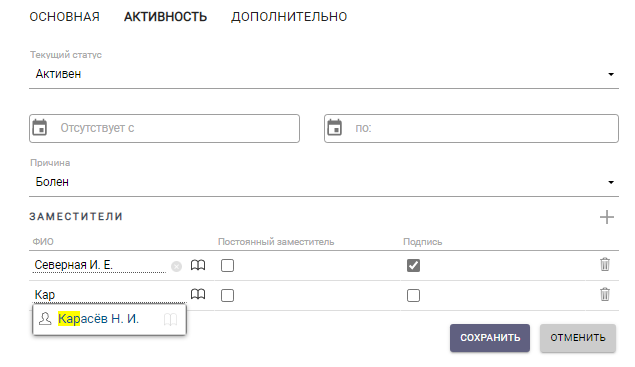 ОСНОВНАЯ АКТИВНОСТЬ ДОПОЛНИТЕЛЬНО
Текущий статус
Активен
Отсутствует с по:
Причина
Болен
ЗАМЕСТИТЕЛИ
ФИО Постоянный заместитель Подпись
Северная И. Е.
Кар
Карасёв Н. И.
СОХРАНИТЬ ОТМЕНИТЬ